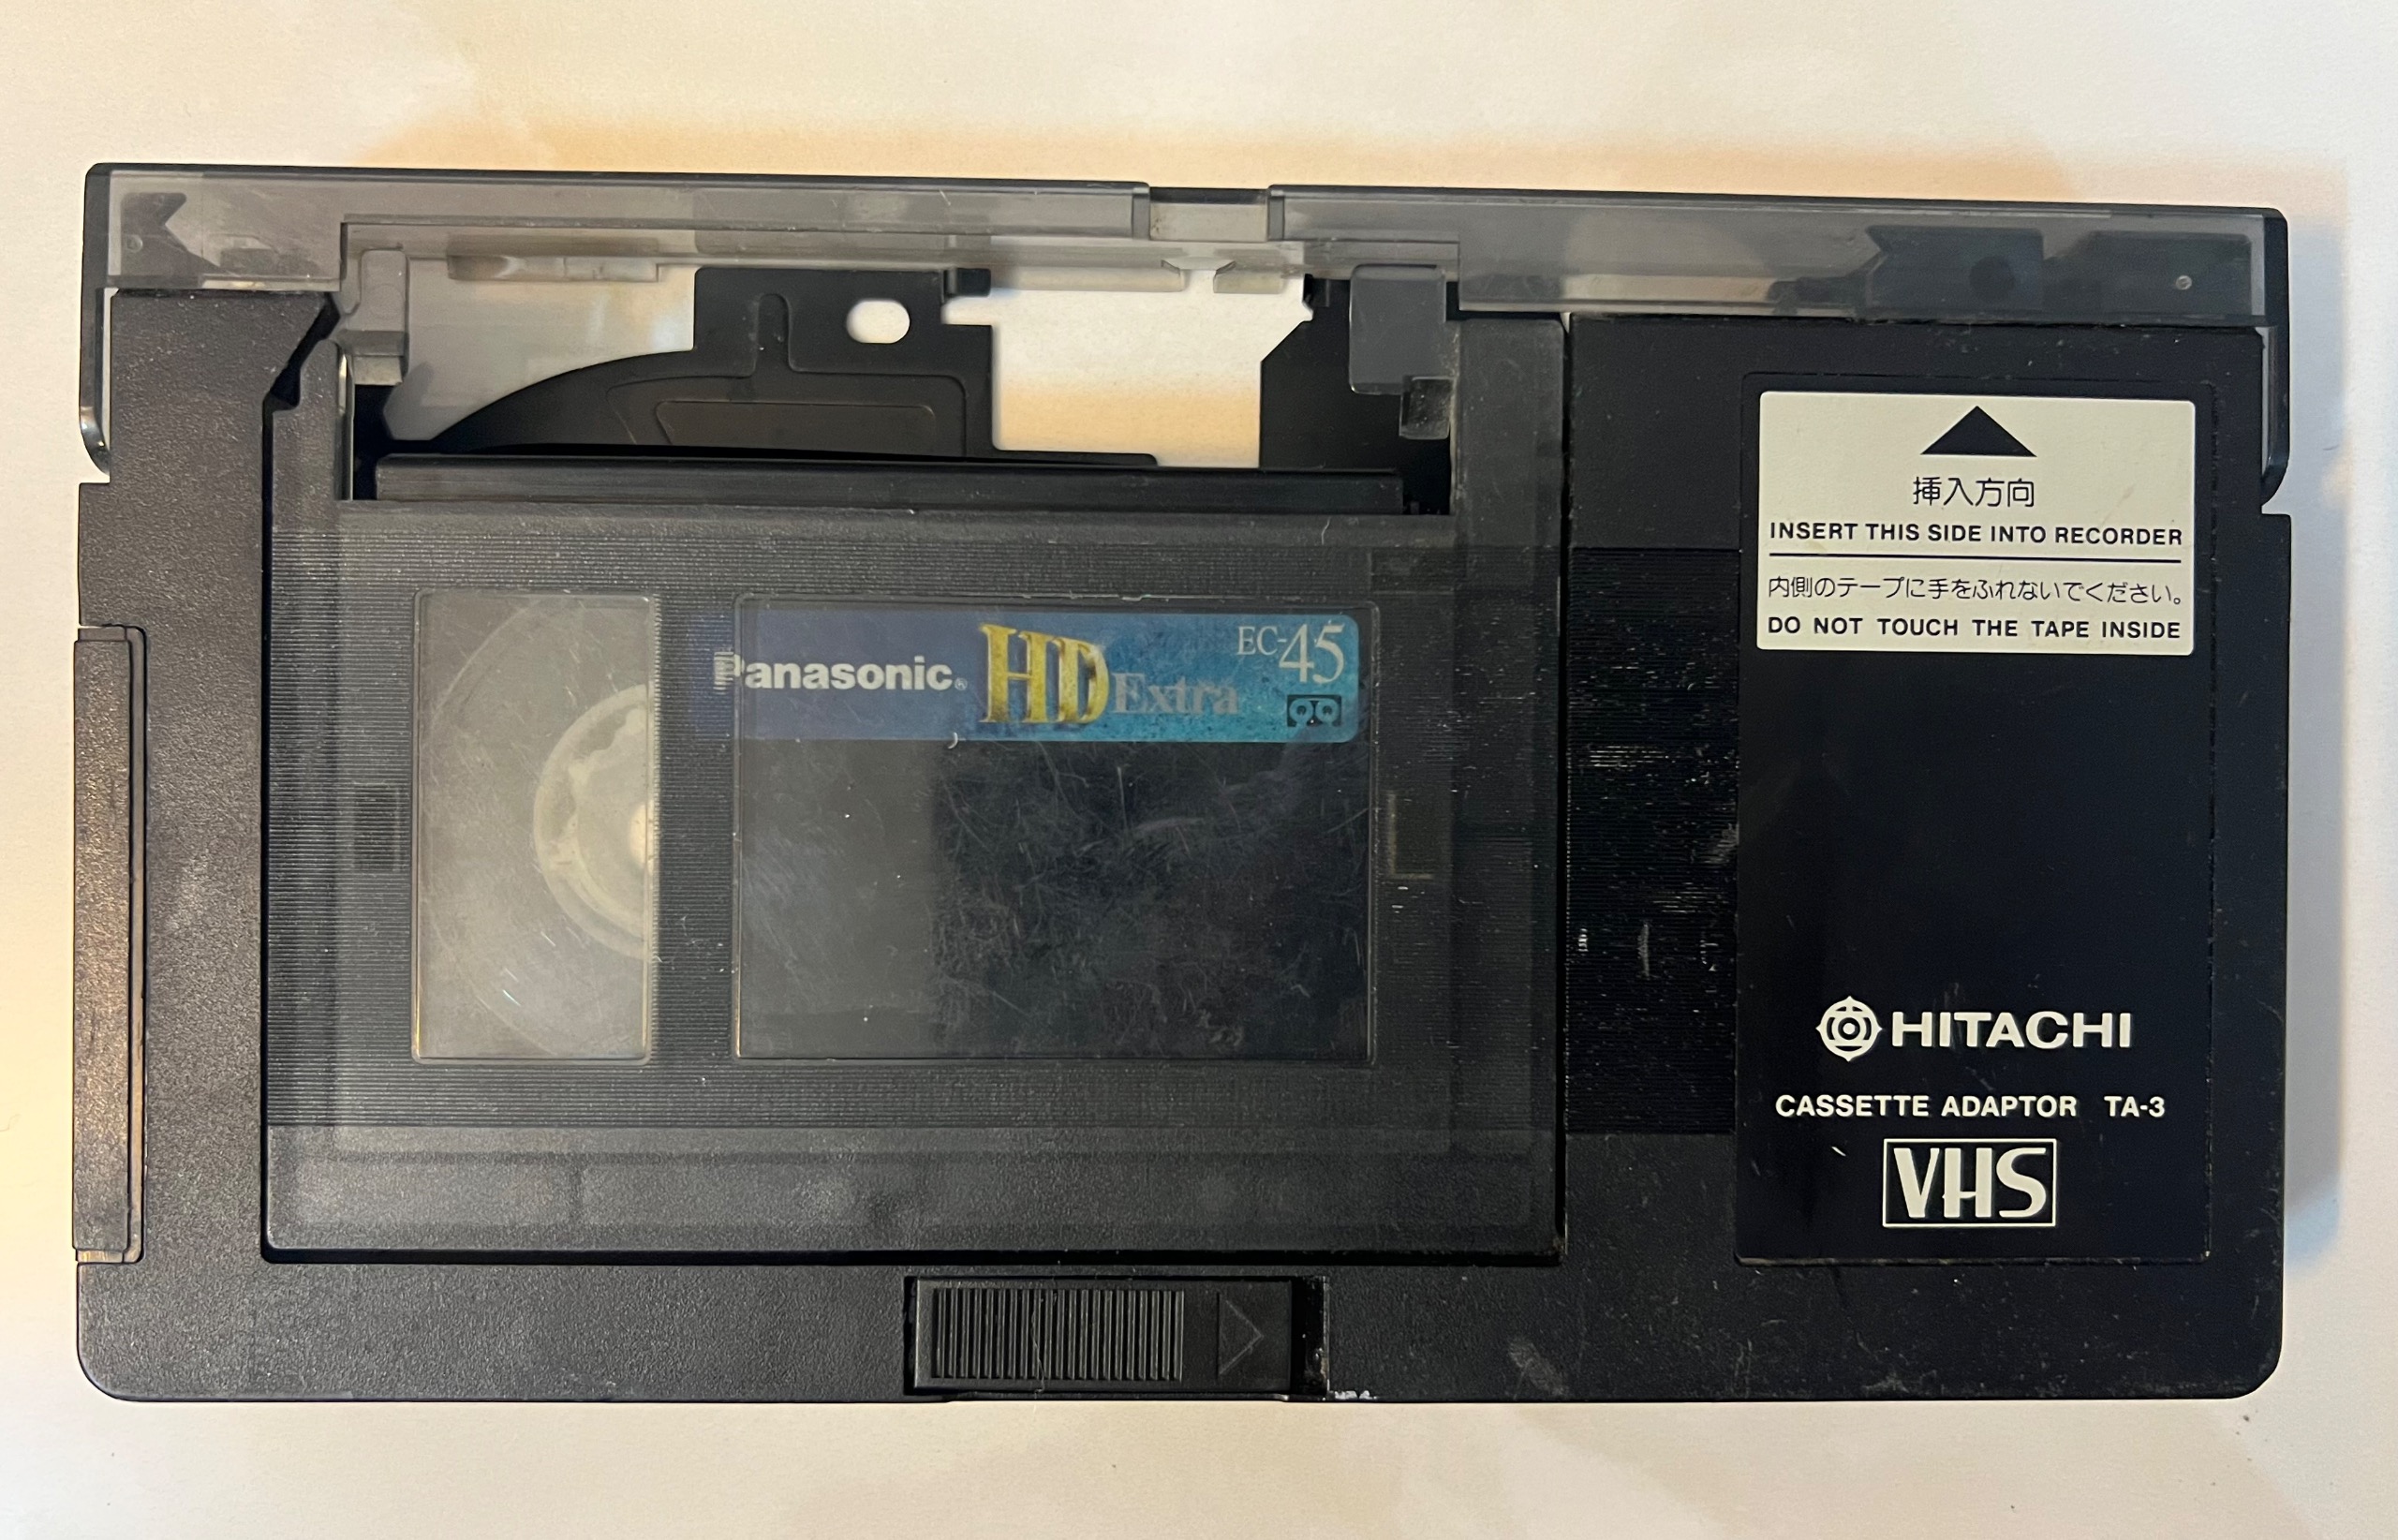 Panasonic® HD Extra EC-45
挿入方向
INSERT THIS SIDE INTO RECORDER
内側のテープに手をふれないでください。
DO NOT TOUCH THE TAPE INSIDE
HITACHI
CASSETTE ADAPTOR TA-3
VHS